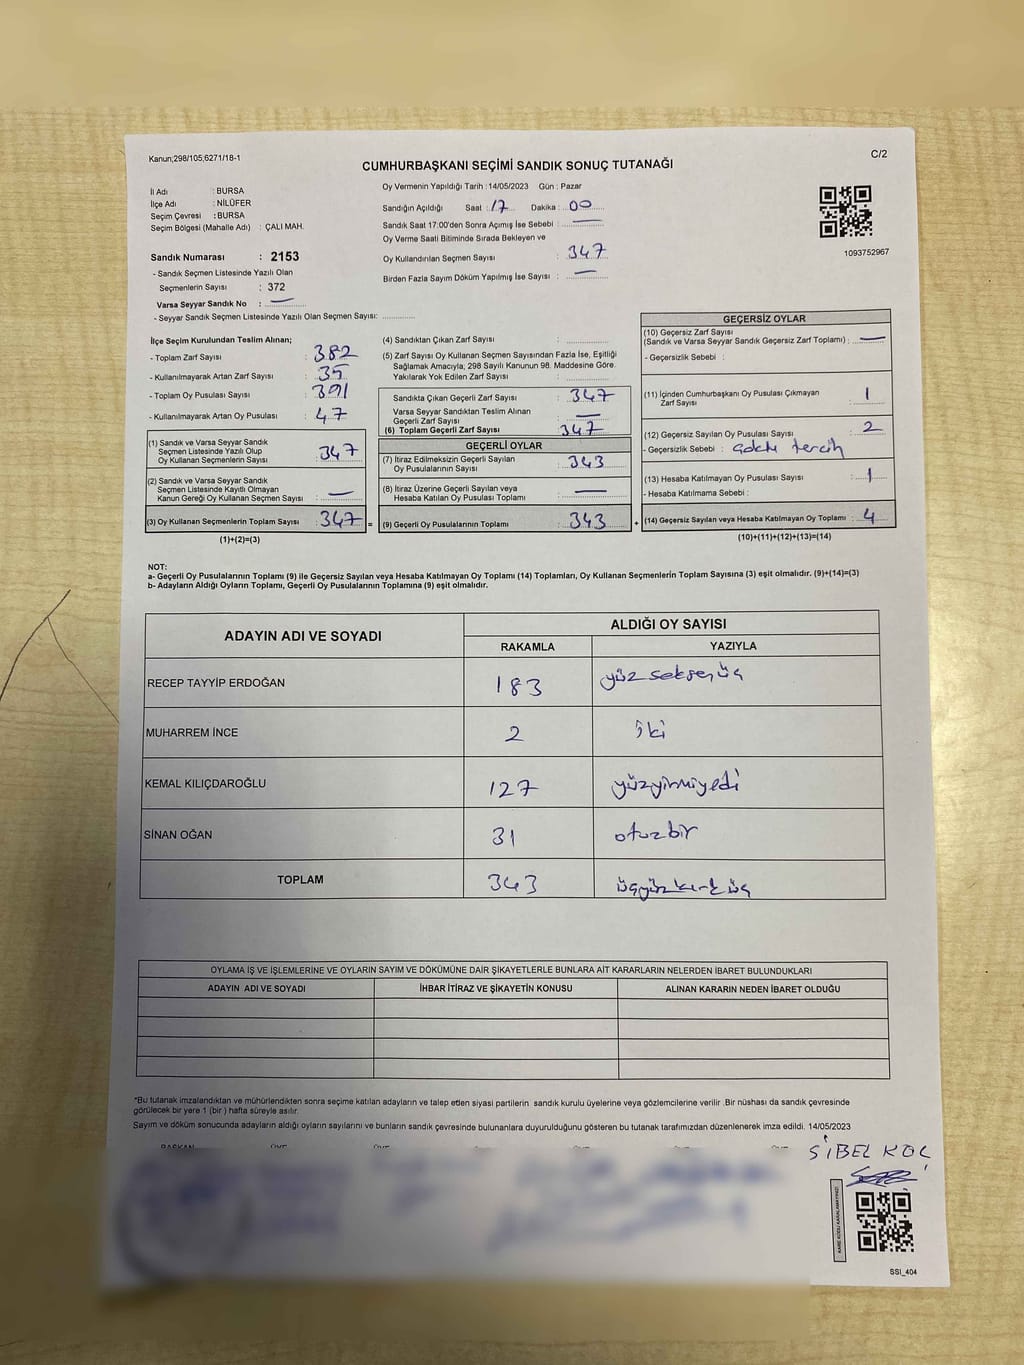 Kanun;298/105;6271/18-1
CUMHURBAŞKANI SEÇİMİ SANDIK SONUÇ TUTANAĞI
C/2
İl Adı : BURSA
İlçe Adı : NİLÜFER
Seçim Çevresi : BURSA
Seçim Bölgesi (Mahalle Adı) : ÇALI MAH.
Sandık Numarası : 2153
- Sandık Seçmen Listesinde Yazılı Olan
Seçmenlerin Sayısı : 372
Varsa Seyyar Sandık No : —
- Seyyar Sandık Seçmen Listesinde Yazılı Olan Seçmen Sayısı:
Oy Vermenin Yapıldığı Tarih : 14/05/2023 Gün : Pazar
Sandığın Açıldığı Saat : 17 Dakika : 00
Sandık Saat 17:00'den Sonra Açımış İse Sebebi : —
Oy Verme Saati Bitiminde Sırada Bekleyen ve
Oy Kullandırılan Seçmen Sayısı : 347
Birden Fazla Sayım Döküm Yapılmış İse Sayısı : —
1093752967
İlçe Seçim Kurulundan Teslim Alınan;
- Toplam Zarf Sayısı : 382
- Kullanılmayarak Artan Zarf Sayısı : 35
- Toplam Oy Pusulası Sayısı : 391
- Kullanılmayarak Artan Oy Pusulası : 47
(1) Sandık ve Varsa Seyyar Sandık
Seçmen Listesinde Yazılı Olup
Oy Kullanan Seçmenlerin Sayısı : 347
(2) Sandık ve Varsa Seyyar Sandık
Seçmen Listesinde Kayıtlı Olmayan
Kanun Gereği Oy Kullanan Seçmen Sayısı : —
(3) Oy Kullanan Seçmenlerin Toplam Sayısı : 347 =
(1)+(2)=(3)
(4) Sandıktan Çıkan Zarf Sayısı :
(5) Zarf Sayısı Oy Kullanan Seçmen Sayısından Fazla İse, Eşitliği
Sağlamak Amacıyla; 298 Sayılı Kanunun 98. Maddesine Göre.
Yakılarak Yok Edilen Zarf Sayısı :
Sandıkta Çıkan Geçerli Zarf Sayısı : 347
Varsa Seyyar Sandıktan Teslim Alınan
Geçerli Zarf Sayısı : —
(6) Toplam Geçerli Zarf Sayısı : 347
GEÇERLİ OYLAR
(7) İtiraz Edilmeksizin Geçerli Sayılan
Oy Pusulalarının Sayısı : 343
(8) İtiraz Üzerine Geçerli Sayılan veya
Hesaba Katılan Oy Pusulası Toplamı : —
(9) Geçerli Oy Pusulalarının Toplamı : 343 +
GEÇERSİZ OYLAR
(10) Geçersiz Zarf Sayısı
(Sandık ve Varsa Seyyar Sandık Geçersiz Zarf Toplamı) : —
- Geçersizlik Sebebi :
(11) İçinden Cumhurbaşkanı Oy Pusulası Çıkmayan
Zarf Sayısı : 1
(12) Geçersiz Sayılan Oy Pusulası Sayısı : 2
- Geçersizlik Sebebi : tercih
(13) Hesaba Katılmayan Oy Pusulası Sayısı : 1
- Hesaba Katılmama Sebebi :
(14) Geçersiz Sayılan veya Hesaba Katılmayan Oy Toplamı : 4
(10)+(11)+(12)+(13)=(14)
NOT:
a- Geçerli Oy Pusulalarının Toplamı (9) ile Geçersiz Sayılan veya Hesaba Katılmayan Oy Toplamı (14) Toplamları, Oy Kullanan Seçmenlerin Toplam Sayısına (3) eşit olmalıdır. (9)+(14)=(3)
b- Adayların Aldığı Oyların Toplamı, Geçerli Oy Pusulalarının Toplamına (9) eşit olmalıdır.
ADAYIN ADI VE SOYADI
ALDIĞI OY SAYISI
RAKAMLA YAZIYLA
RECEP TAYYİP ERDOĞAN 183 yüz seksenüç
MUHARREM İNCE 2 iki
KEMAL KILIÇDAROĞLU 127 yüzyirmiyedi
SİNAN OĞAN 31 otuzbir
TOPLAM 343 üçyüzkırküç
OYLAMA İŞ VE İŞLEMLERİNE VE OYLARIN SAYIM VE DÖKÜMÜNE DAİR ŞİKAYETLERLE BUNLARA AİT KARARLARIN NELERDEN İBARET BULUNDUKLARI
ADAYIN ADI VE SOYADI İHBAR İTİRAZ VE ŞİKAYETİN KONUSU ALINAN KARARIN NEDEN İBARET OLDUĞU
*Bu tutanak imzalandıktan ve mühürlendikten sonra seçime katılan adayların ve talep eden siyasi partilerin sandık kurulu üyelerine veya gözlemcilerine verilir .Bir nüshası da sandık çevresinde
görülecek bir yere 1 (bir ) hafta süreyle asılır.
Sayım ve döküm sonucunda adayların aldığı oyların sayılarını ve bunların sandık çevresinde bulunanlara duyurulduğunu gösteren bu tutanak tarafımızdan düzenlenerek imza edildi. 14/05/2023
SİBEL KOÇ
SSI_404